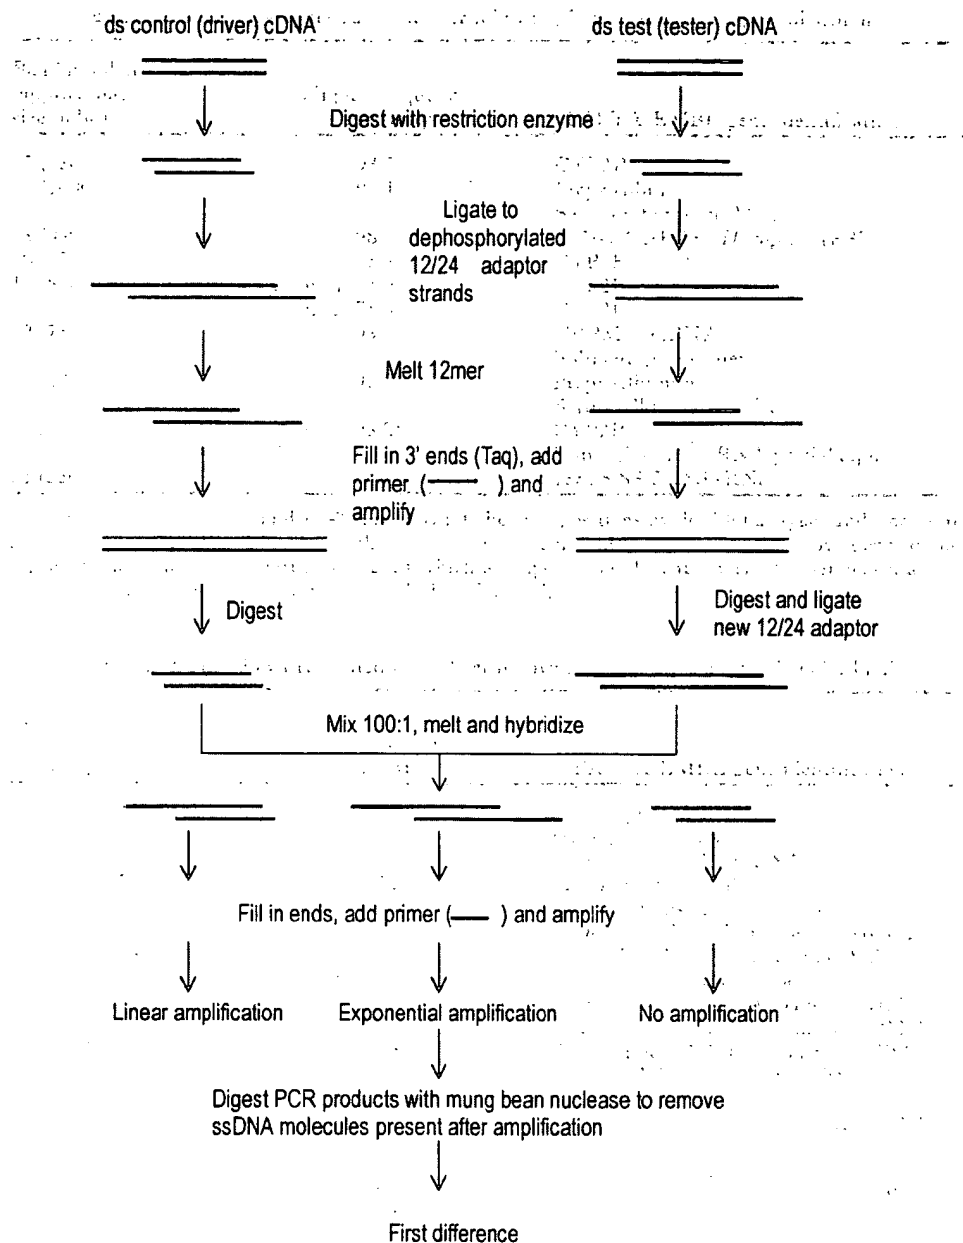 ds control (driver) cDNA
ds test (tester) cDNA
Digest with restriction enzyme
Ligate to
dephosphorylated
12/24 adaptor
strands
Melt 12mer
Fill in 3' ends (Taq), add
primer ( ) and
amplify
Digest
Digest and ligate
new 12/24 adaptor
Mix 100:1, melt and hybridize
Fill in ends, add primer ( ) and amplify
Linear amplification
Exponential amplification
No amplification
Digest PCR products with mung bean nuclease to remove
ssDNA molecules present after amplification
First difference